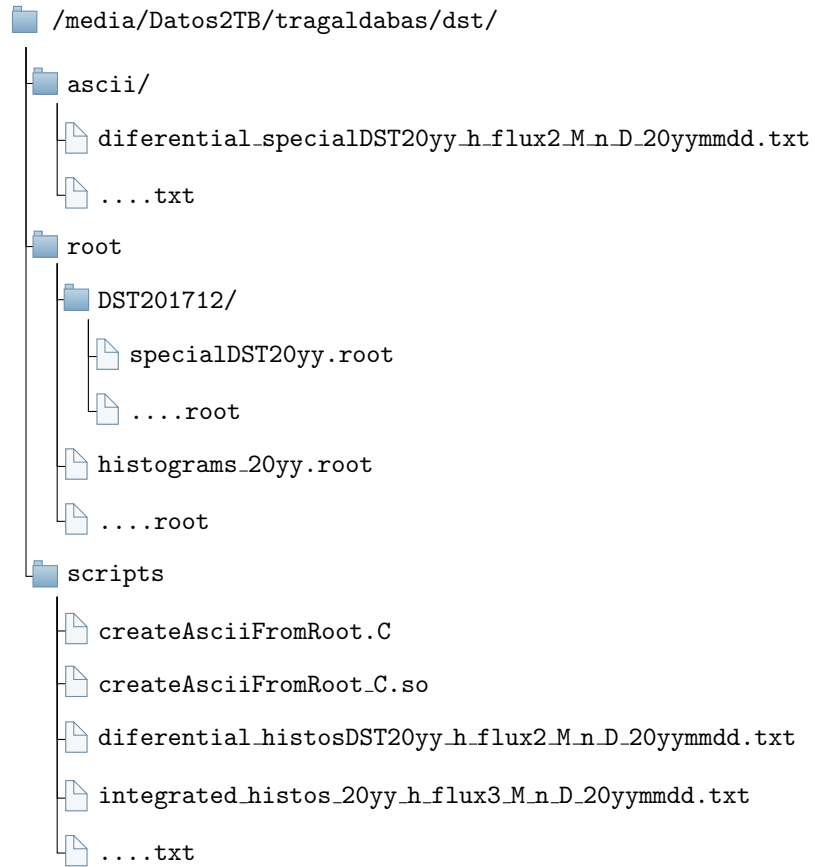 /media/Datos2TB/tragaldabas/dst/
ascii/
diferential_specialDST20yy_h_flux2_M_n_D_20yymmdd.txt
....txt
root
DST201712/
specialDST20yy.root
....root
histograms_20yy.root
....root
scripts
createAsciiFromRoot.C
createAsciiFromRoot_C.so
diferential_histosDST20yy_h_flux2_M_n_D_20yymmdd.txt
integrated_histos_20yy_h_flux3_M_n_D_20yymmdd.txt
....txt